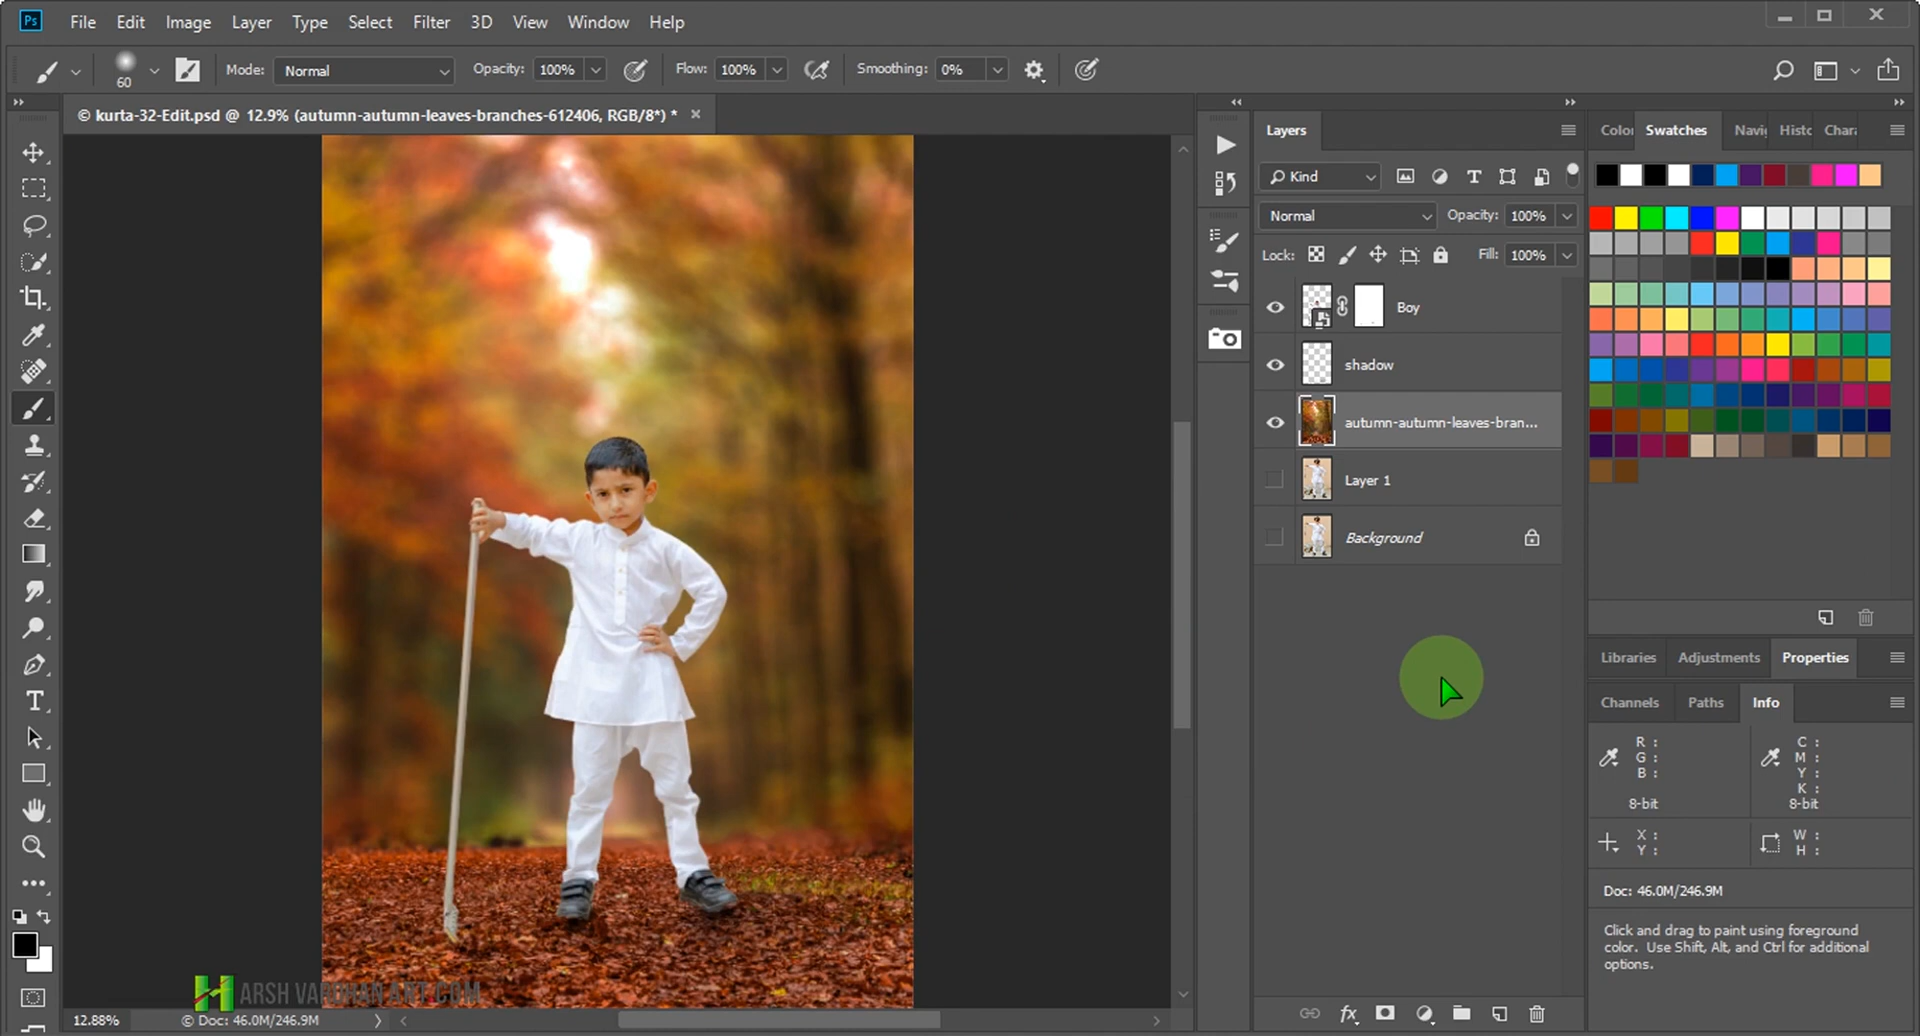 Ps File Edit Image Layer Type Select Filter 3D View Window Help
60 Mode: Normal Opacity: 100% Flow: 100% Smoothing: 0%
© kurta-32-Edit.psd @ 12.9% (autumn-autumn-leaves-branches-612406, RGB/8*) *
Layers
Kind
Normal Opacity: 100%
Lock: Fill: 100%
Boy
shadow
autumn-autumn-leaves-bran...
Layer 1
Background
fx
Color Swatches Navi Histo Chara
Libraries Adjustments Properties
Channels Paths Info
R : C :
G : M :
B : Y :
K :
8-bit 8-bit
X : W :
Y : H :
Doc: 46.0M/246.9M
Click and drag to paint using foreground
color. Use Shift, Alt, and Ctrl for additional
options.
H ARSH VARDHAN ART.COM
12.88% © Doc: 46.0M/246.9M